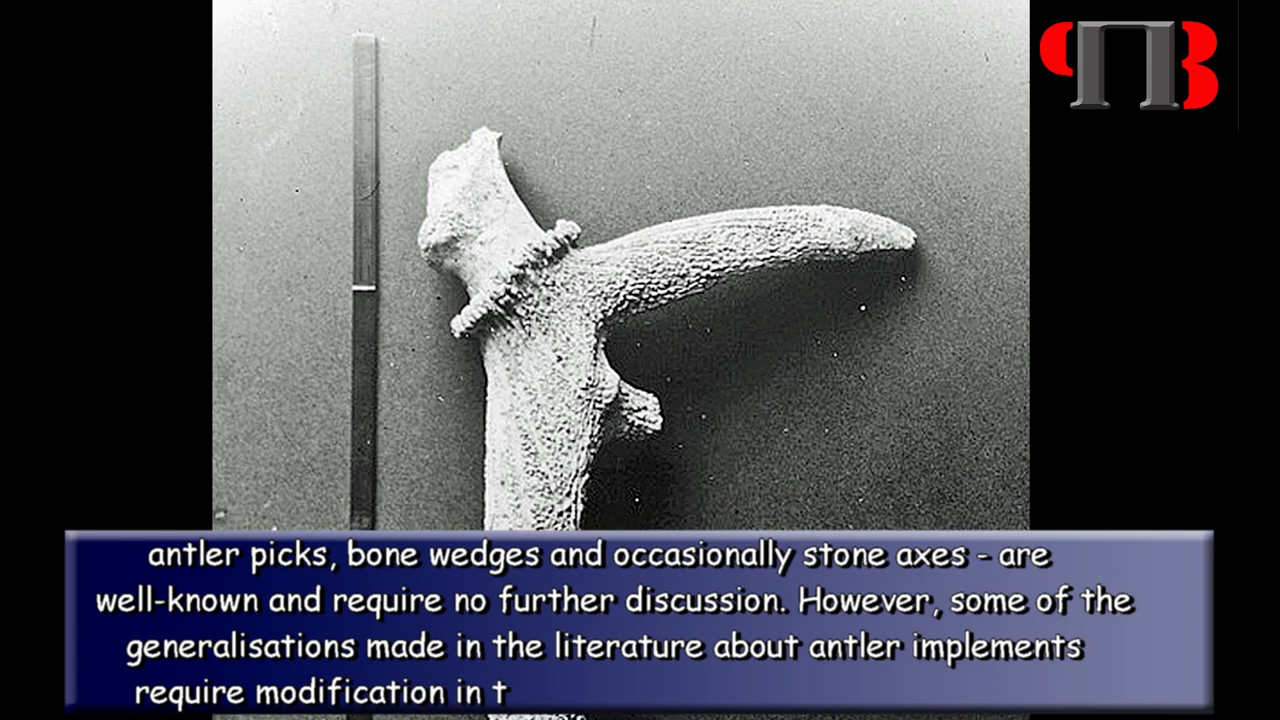 antler picks, bone wedges and occasionally stone axes - are
well-known and require no further discussion. However, some of the
generalisations made in the literature about antler implements
require modification in t